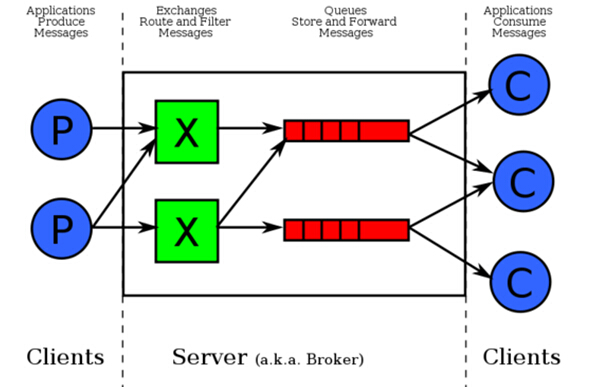 Applications
Produce
Messages
Exchanges
Route and Filter
Messages
Queues
Store and Forward
Messages
Applications
Consume
Messages
P
X
C
C
P
X
C
Clients
Server (a.k.a. Broker)
Clients